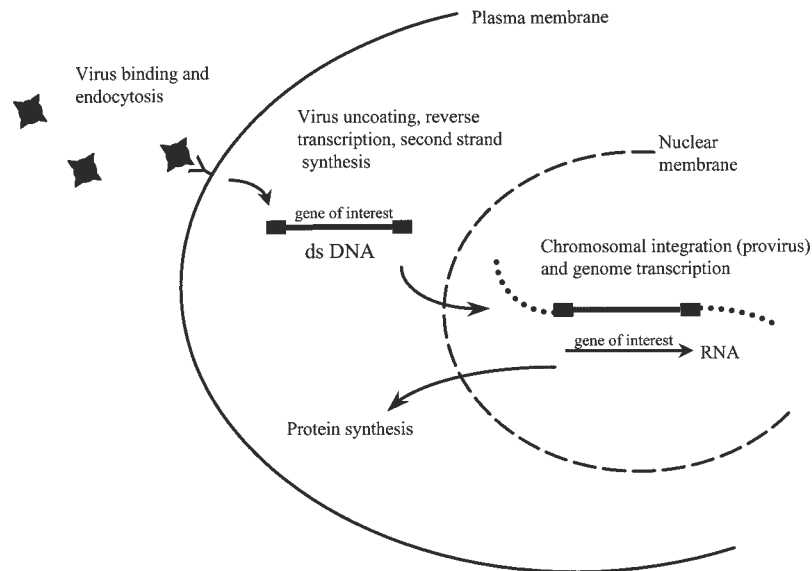 Plasma membrane
Virus binding and
endocytosis
Virus uncoating, reverse
transcription, second strand
synthesis
Nuclear
membrane
gene of interest
ds DNA
Chromosomal integration (provirus)
and genome transcription
gene of interest
RNA
Protein synthesis